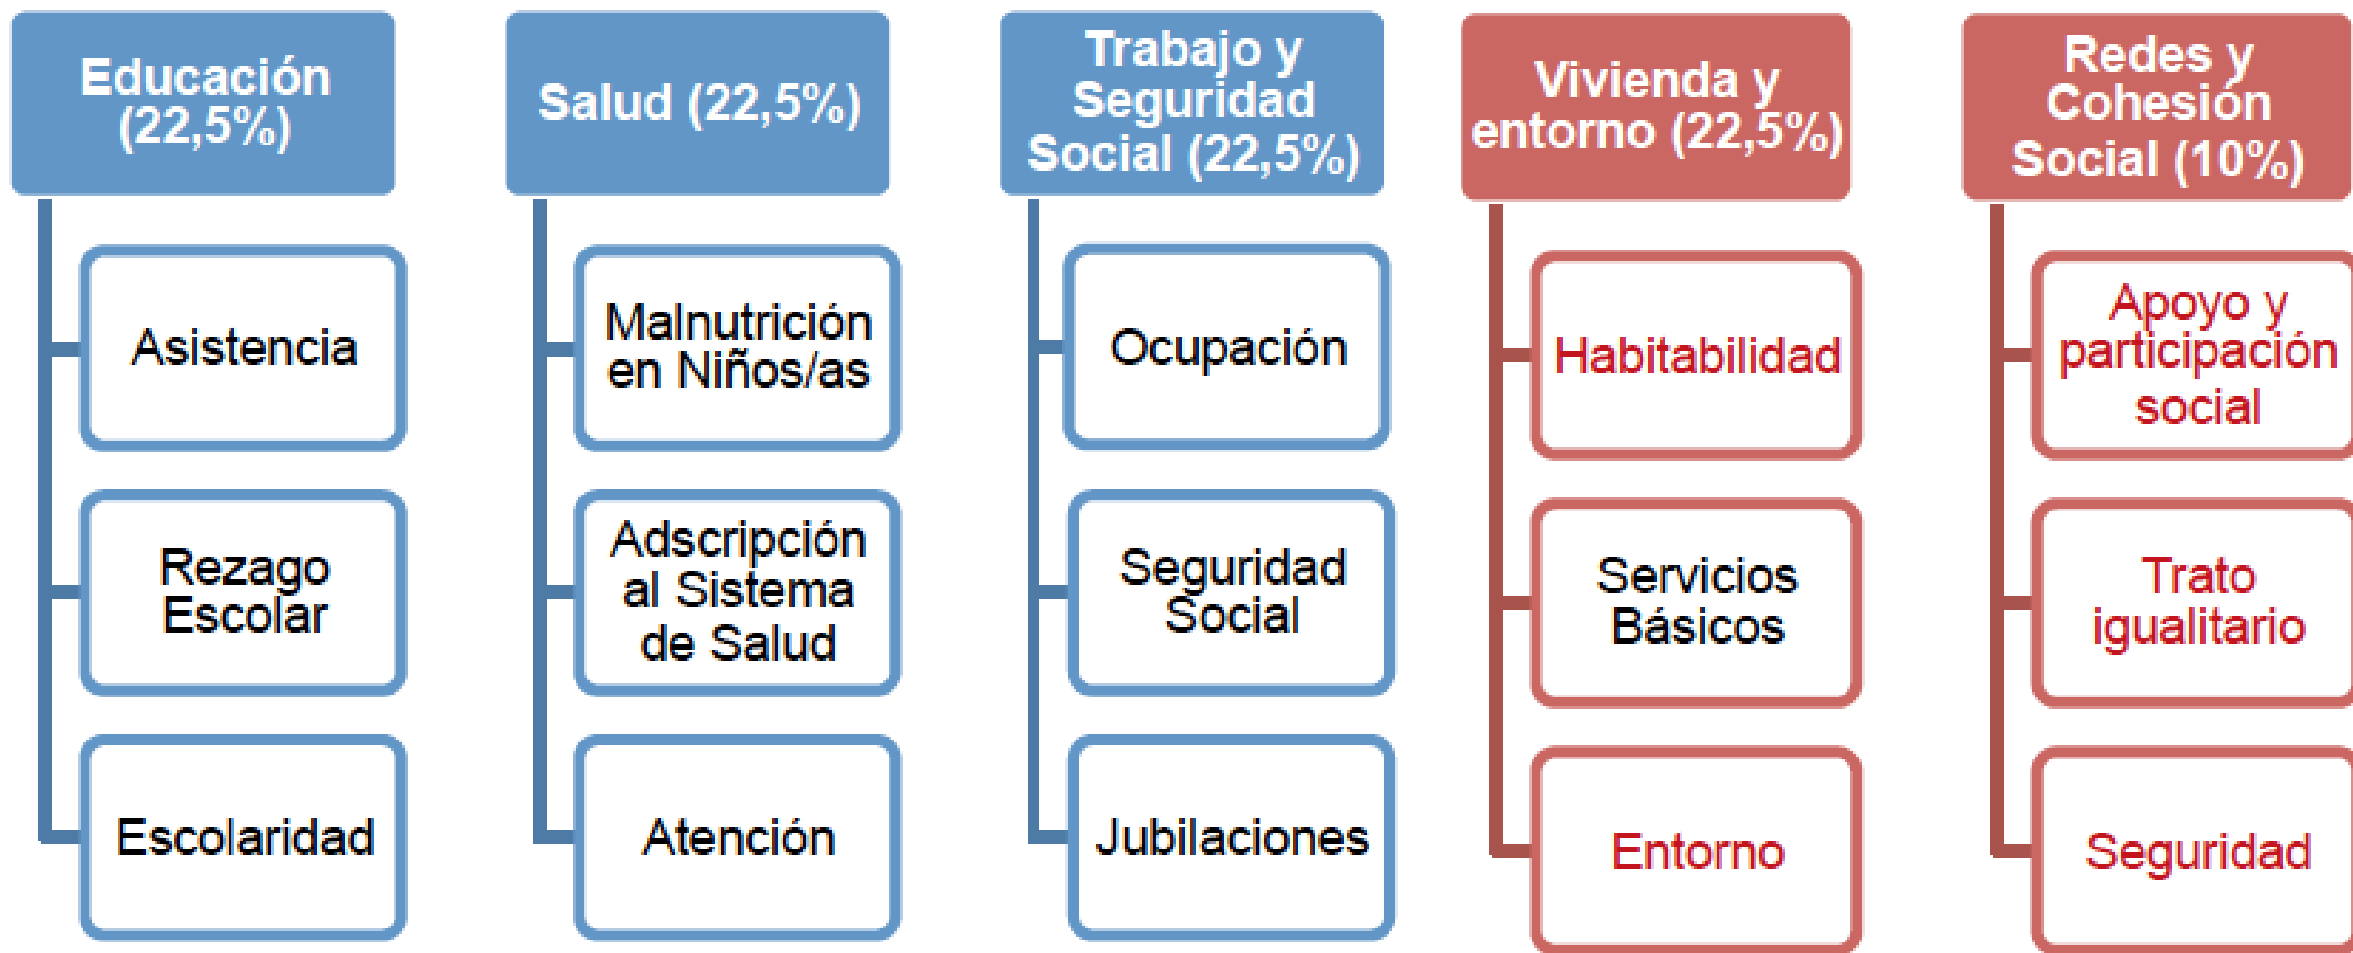 Educación
(22,5%)
Asistencia
Rezago
Escolar
Escolaridad
Salud (22,5%)
Malnutrición
en Niños/as
Adscripción
al Sistema
de Salud
Atención
Trabajo y
Seguridad
Social (22,5%)
Ocupación
Seguridad
Social
Jubilaciones
Vivienda y
entorno (22,5%)
Habitabilidad
Servicios
Básicos
Entorno
Redes y
Cohesión
Social (10%)
Apoyo y
participación
social
Trato
igualitario
Seguridad